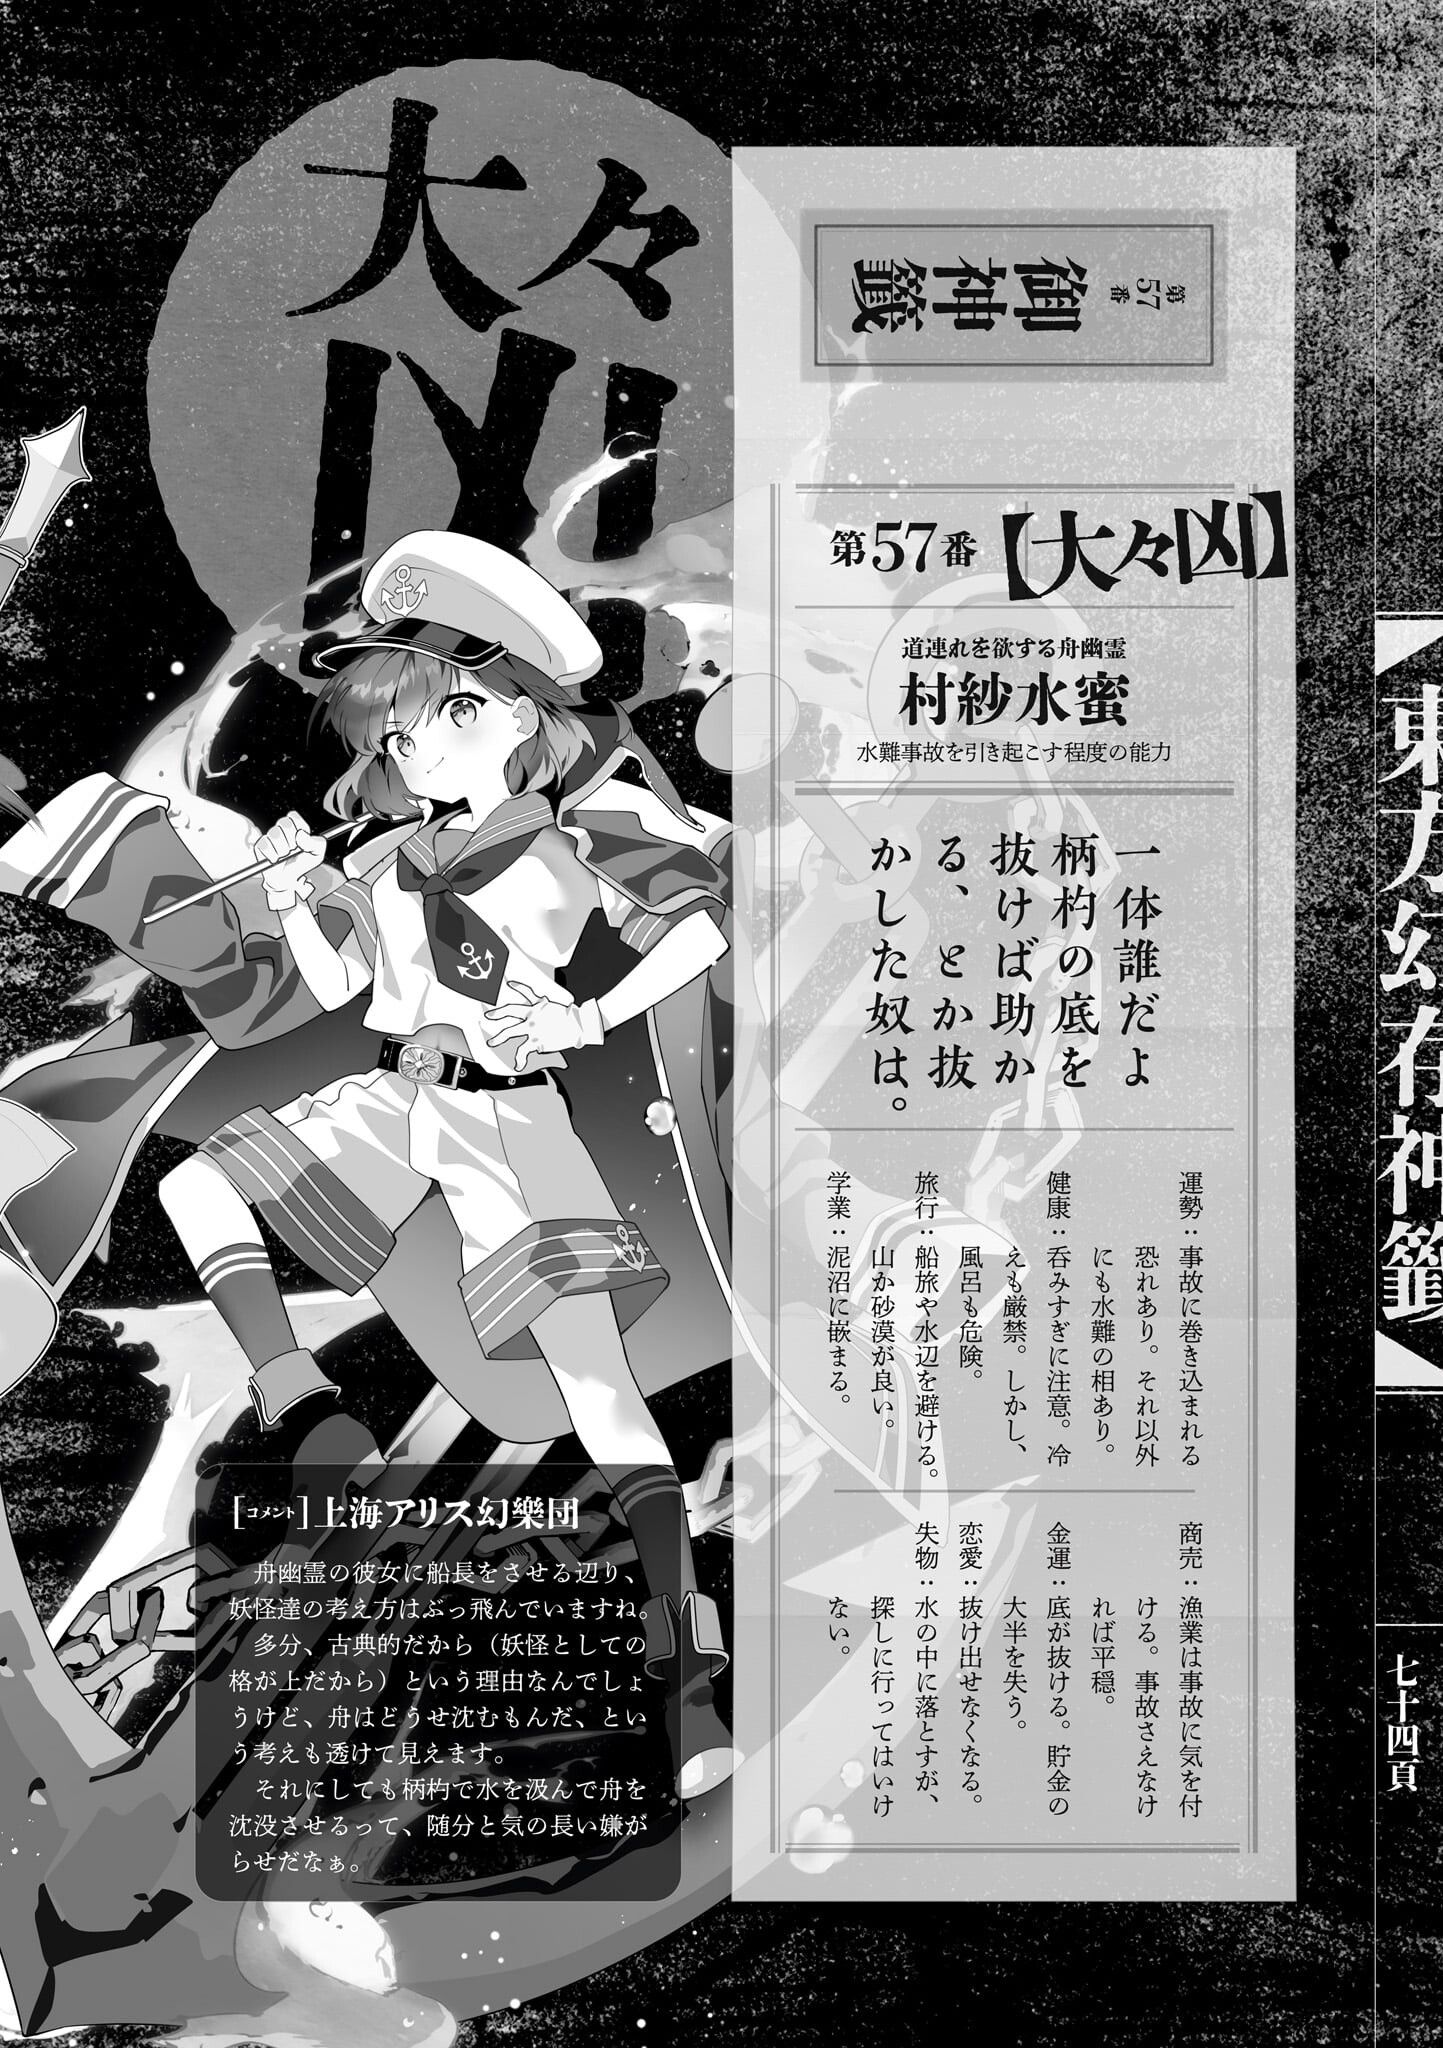 大々
凶
御神籤
第57番
第57番【大々凶】
道連れを欲する舟幽霊
村紗水蜜
水難事故を引き起こす程度の能力
一体誰だよ
柄杓の底を
抜けば助か
る、とか抜
かした奴は。
運勢：事故に巻き込まれる
恐れあり。それ以外
にも水難の相あり。
健康：呑みすぎに注意。冷
えも厳禁。しかし、
風呂も危険。
旅行：船旅や水辺を避ける。
山か砂漠が良い。
学業：泥沼に嵌まる。
商売：漁業は事故に気を付
ける。事故さえなけ
れば平穏。
金運：底が抜ける。貯金の
大半を失う。
恋愛：抜け出せなくなる。
失物：水の中に落とすが、
探しに行ってはいけ
ない。
［コメント］上海アリス幻樂団
舟幽霊の彼女に船長をさせる辺り、
妖怪達の考え方はぶっ飛んでいますね。
多分、古典的だから（妖怪としての
格が上だから）という理由なんでしょ
うけど、舟はどうせ沈むもんだ、とい
う考えも透けて見えます。
それにしても柄杓で水を汲んで舟を
沈没させるって、随分と気の長い嫌が
らせだなぁ。
【東方幻存神籤】
七十四頁